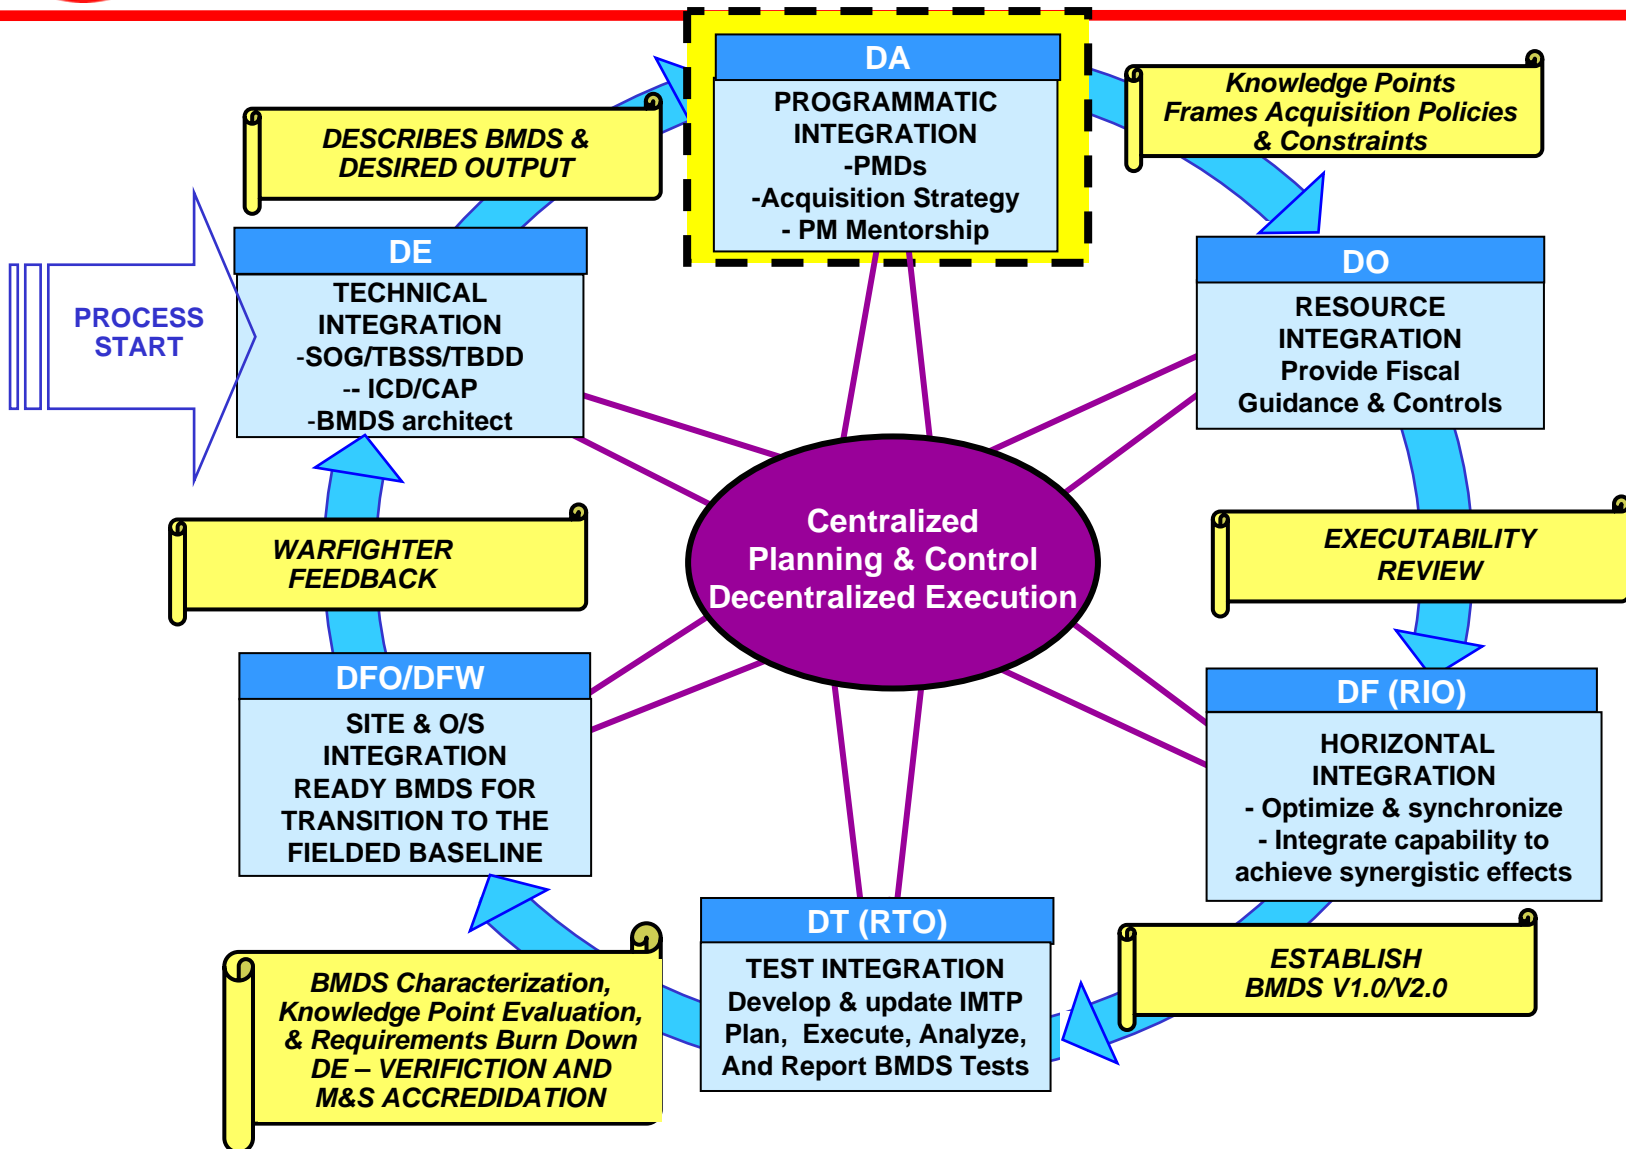 DA
PROGRAMMATIC
INTEGRATION
-PMDs
-Acquisition Strategy
- PM Mentorship
Knowledge Points
Frames Acquisition Policies
& Constraints
DESCRIBES BMDS &
DESIRED OUTPUT
PROCESS
START
DE
TECHNICAL
INTEGRATION
-SOG/TBSS/TBDD
-- ICD/CAP
-BMDS architect
DO
RESOURCE
INTEGRATION
Provide Fiscal
Guidance & Controls
Centralized
Planning & Control
Decentralized Execution
WARFIGHTER
FEEDBACK
EXECUTABILITY
REVIEW
DFO/DFW
SITE & O/S
INTEGRATION
READY BMDS FOR
TRANSITION TO THE
FIELDED BASELINE
DF (RIO)
HORIZONTAL
INTEGRATION
- Optimize & synchronize
- Integrate capability to
achieve synergistic effects
DT (RTO)
TEST INTEGRATION
Develop & update IMTP
Plan, Execute, Analyze,
And Report BMDS Tests
ESTABLISH
BMDS V1.0/V2.0
BMDS Characterization,
Knowledge Point Evaluation,
& Requirements Burn Down
DE – VERIFICTION AND
M&S ACCREDIDATION